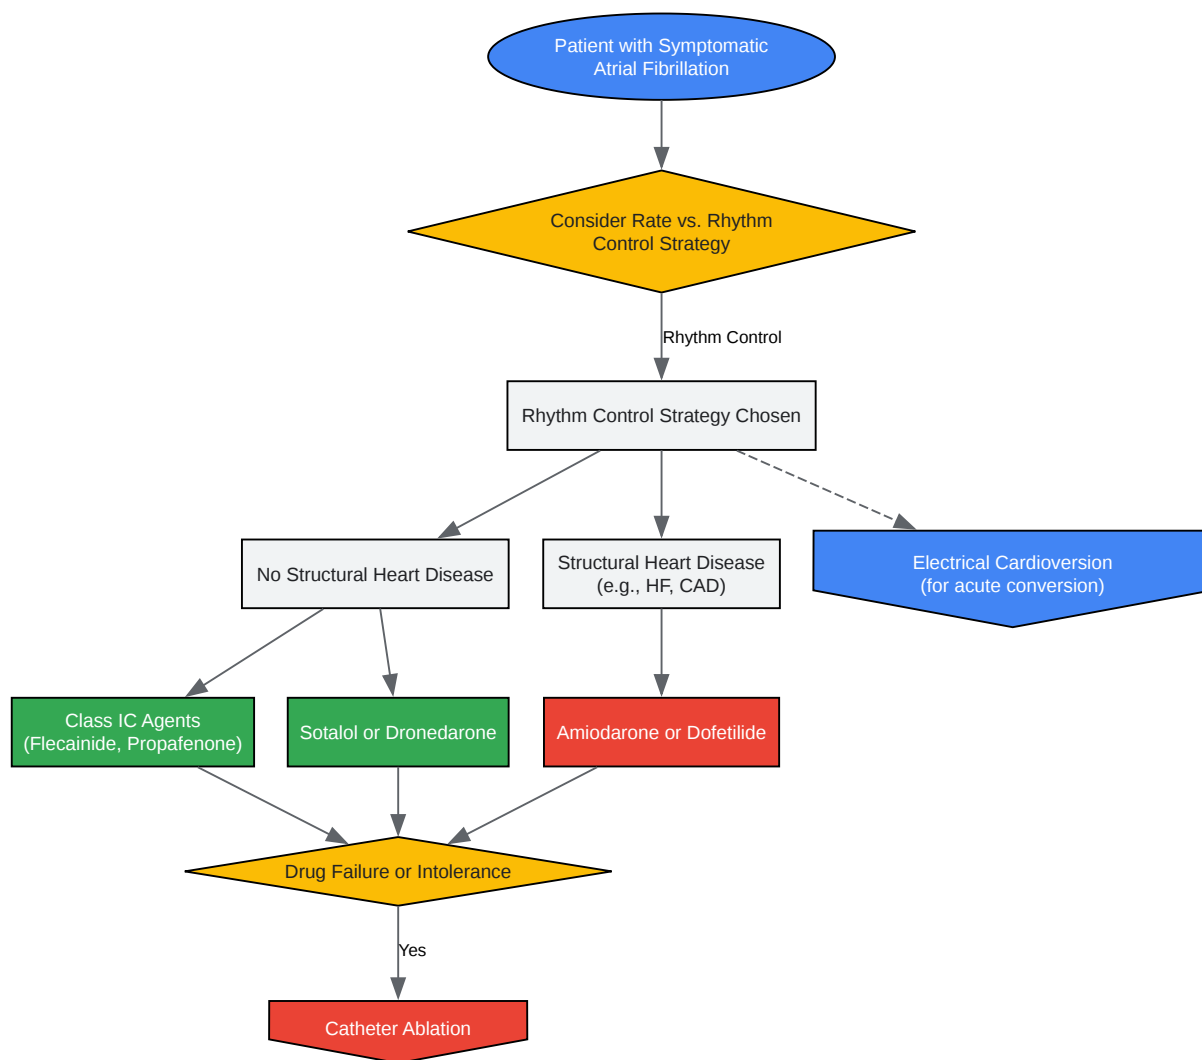 Patient with Symptomatic
Atrial Fibrillation
Consider Rate vs. Rhythm
Control Strategy
Rhythm Control
Rhythm Control Strategy Chosen
No Structural Heart Disease
Structural Heart Disease
(e.g., HF, CAD)
Electrical Cardioversion
(for acute conversion)
Class IC Agents
(Flecainide, Propafenone)
Sotalol or Dronedarone
Amiodarone or Dofetilide
Drug Failure or Intolerance
Yes
Catheter Ablation